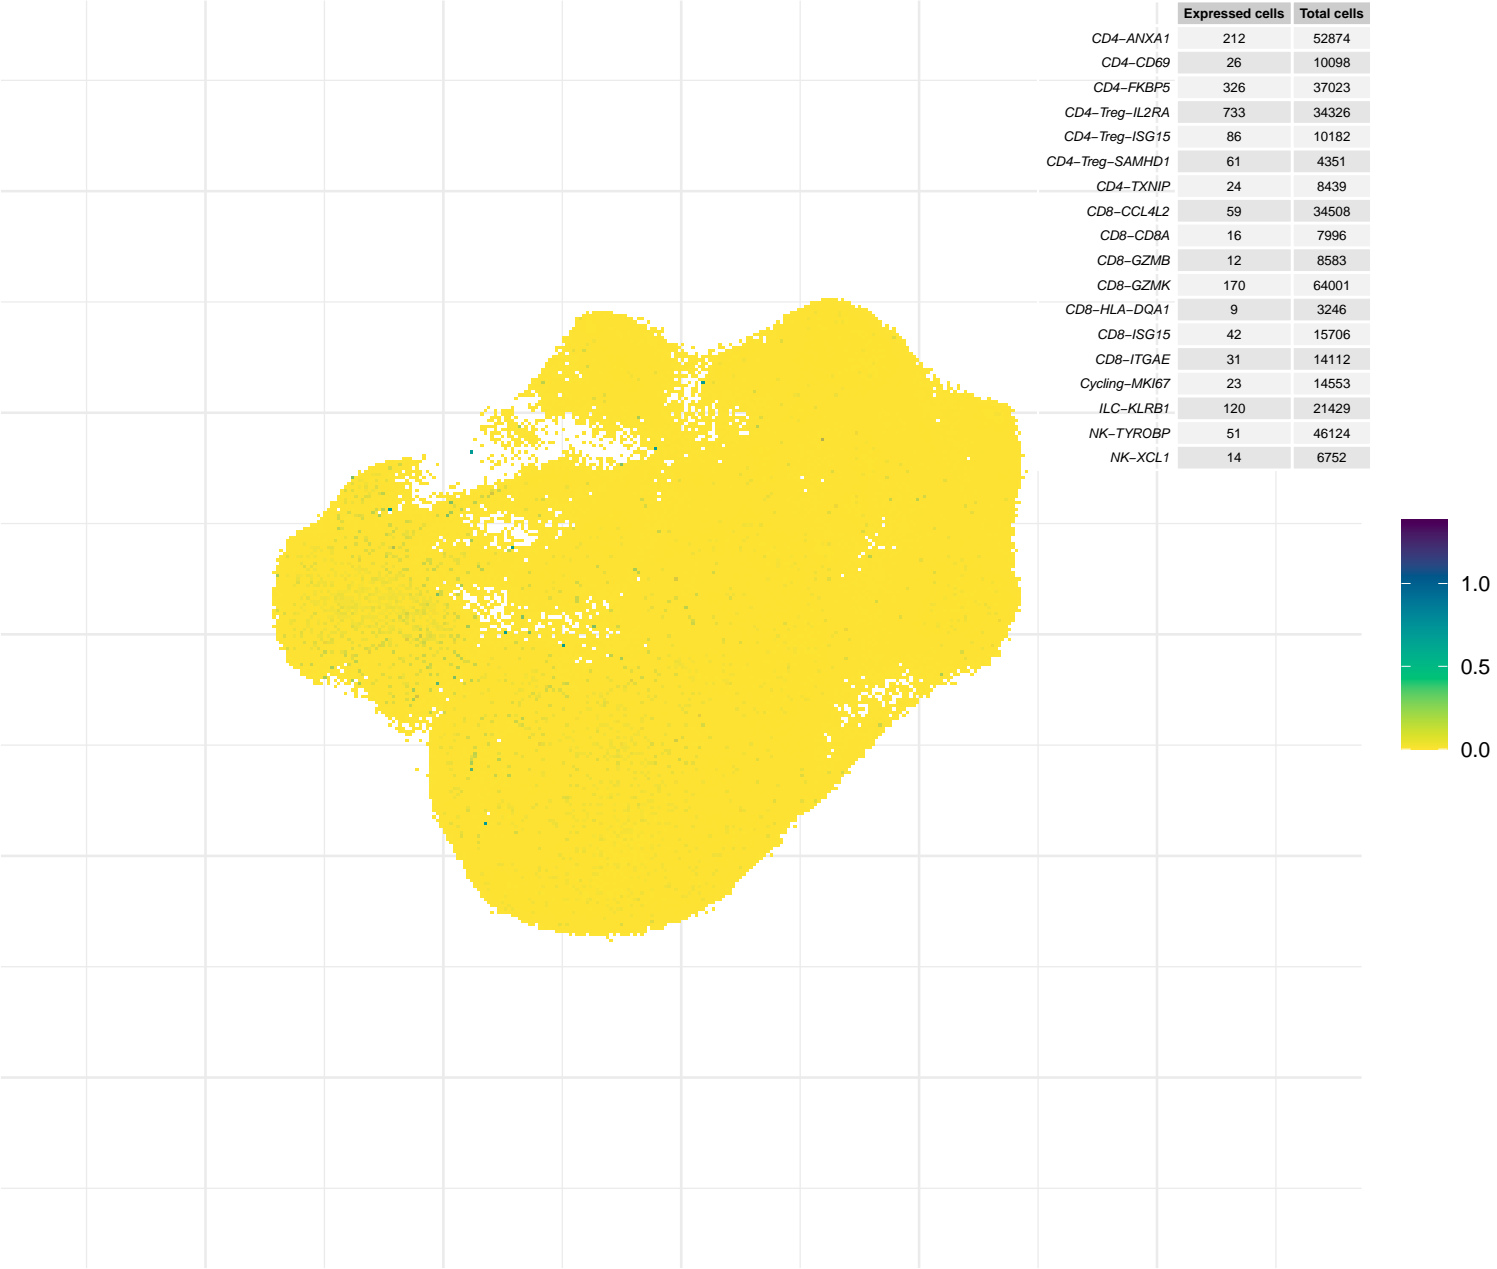 Expressed cells Total cells
CD4−ANXA1 212 52874
CD4−CD69 26 10098
CD4−FKBP5 326 37023
CD4−Treg−IL2RA 733 34326
CD4−Treg−ISG15 86 10182
CD4−Treg−SAMHD1 61 4351
CD4−TXNIP 24 8439
CD8−CCL4L2 59 34508
CD8−CD8A 16 7996
CD8−GZMB 12 8583
CD8−GZMK 170 64001
CD8−HLA−DQA1 9 3246
CD8−ISG15 42 15706
CD8−ITGAE 31 14112
Cycling−MKI67 23 14553
ILC−KLRB1 120 21429
NK−TYROBP 51 46124
NK−XCL1 14 6752
1.0
0.5
0.0